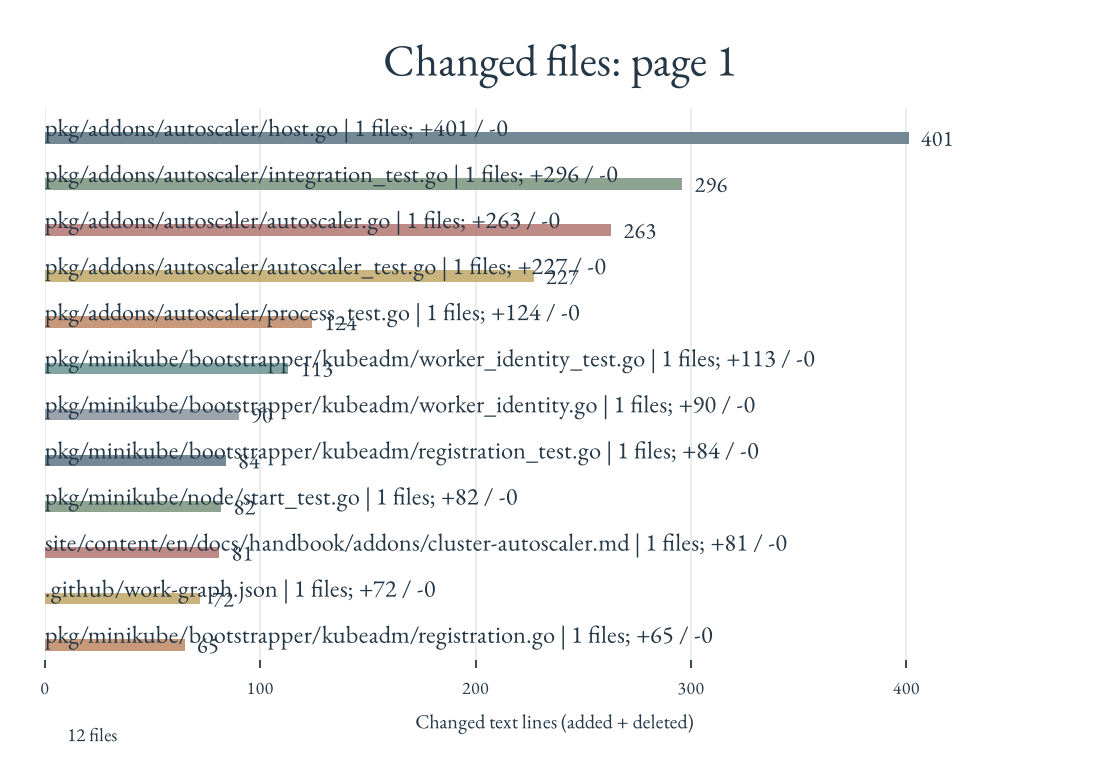 Changed files: page 1
pkg/addons/autoscaler/host.go | 1 files; +401 / -0
401
pkg/addons/autoscaler/integration_test.go | 1 files; +296 / -0
296
pkg/addons/autoscaler/autoscaler.go | 1 files; +263 / -0
263
pkg/addons/autoscaler/autoscaler_test.go | 1 files; +227 / -0
227
pkg/addons/autoscaler/process_test.go | 1 files; +124 / -0
124
pkg/minikube/bootstrapper/kubeadm/worker_identity_test.go | 1 files; +113 / -0
113
pkg/minikube/bootstrapper/kubeadm/worker_identity.go | 1 files; +90 / -0
90
pkg/minikube/bootstrapper/kubeadm/registration_test.go | 1 files; +84 / -0
84
pkg/minikube/node/start_test.go | 1 files; +82 / -0
82
site/content/en/docs/handbook/addons/cluster-autoscaler.md | 1 files; +81 / -0
81
.github/work-graph.json | 1 files; +72 / -0
72
pkg/minikube/bootstrapper/kubeadm/registration.go | 1 files; +65 / -0
65
0 100 200 300 400
Changed text lines (added + deleted)
12 files